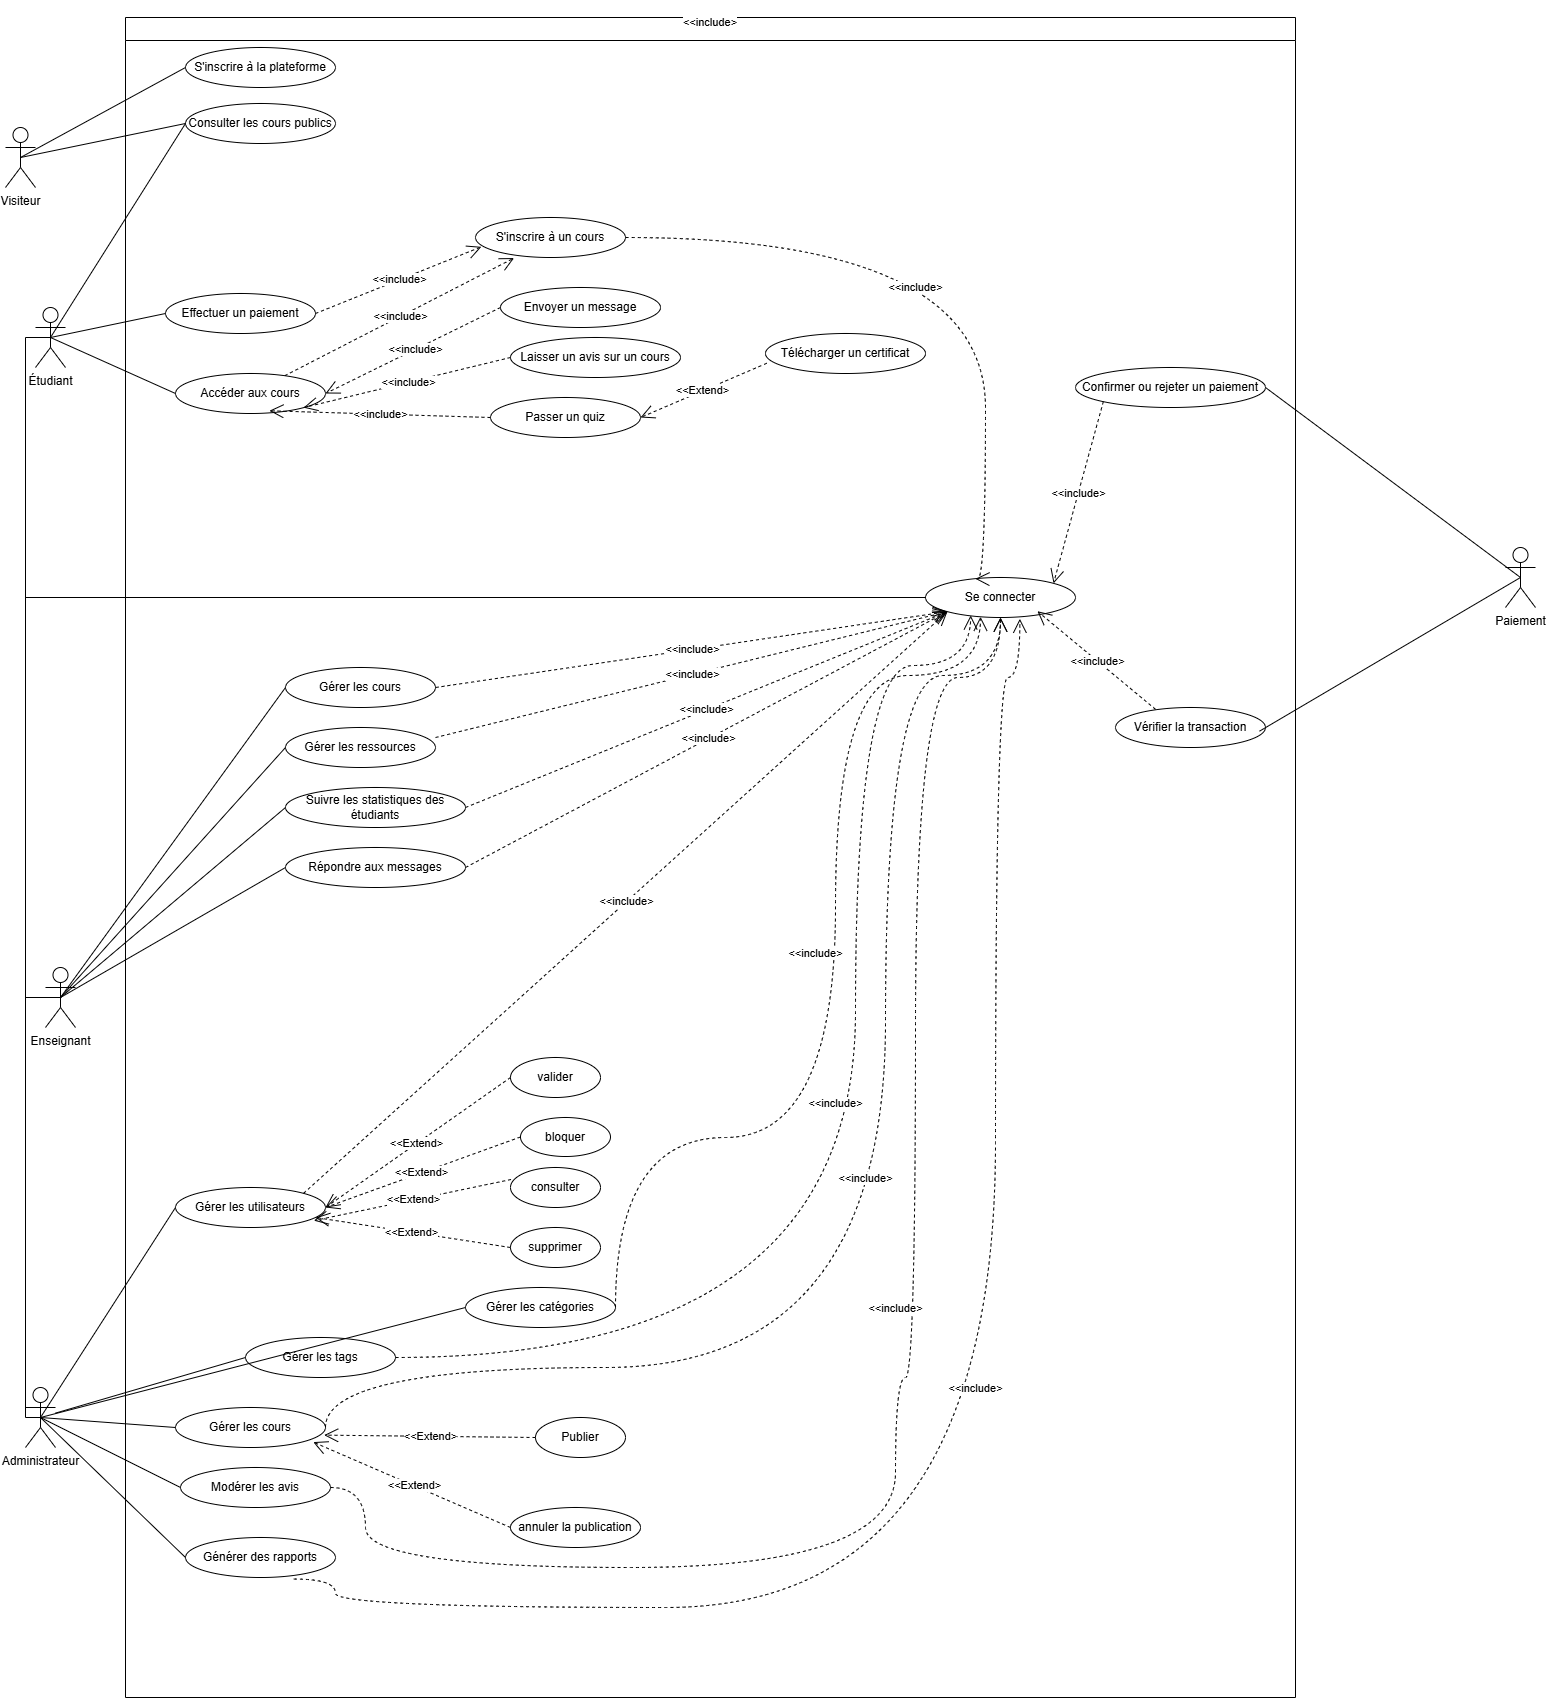 <<include>
S'inscrire à la plateforme
Consulter les cours publics
Visiteur
S'inscrire à un cours
<<include>
<<include>
Effectuer un paiement
Envoyer un message
<<include>
<<include>
Laisser un avis sur un cours
Télécharger un certificat
Étudiant
Accéder aux cours
<<include>
<<Extend>
Confirmer ou rejeter un paiement
<<include>
Passer un quiz
<<include>
Se connecter
Paiement
<<include>
<<include>
<<include>
Gérer les cours
<<include>
<<include>
Vérifier la transaction
Gérer les ressources
Suivre les statistiques des
étudiants
Répondre aux messages
<<include>
<<include>
Enseignant
valider
<<include>
<<Extend>
bloquer
<<Extend>
<<include>
consulter
<<Extend>
Gérer les utilisateurs
<<Extend>
supprimer
Gérer les catégories
<<include>
Gérer les tags
<<include>
Gérer les cours
<<Extend>
Publier
Administrateur
Modérer les avis
<<Extend>
annuler la publication
Générer des rapports